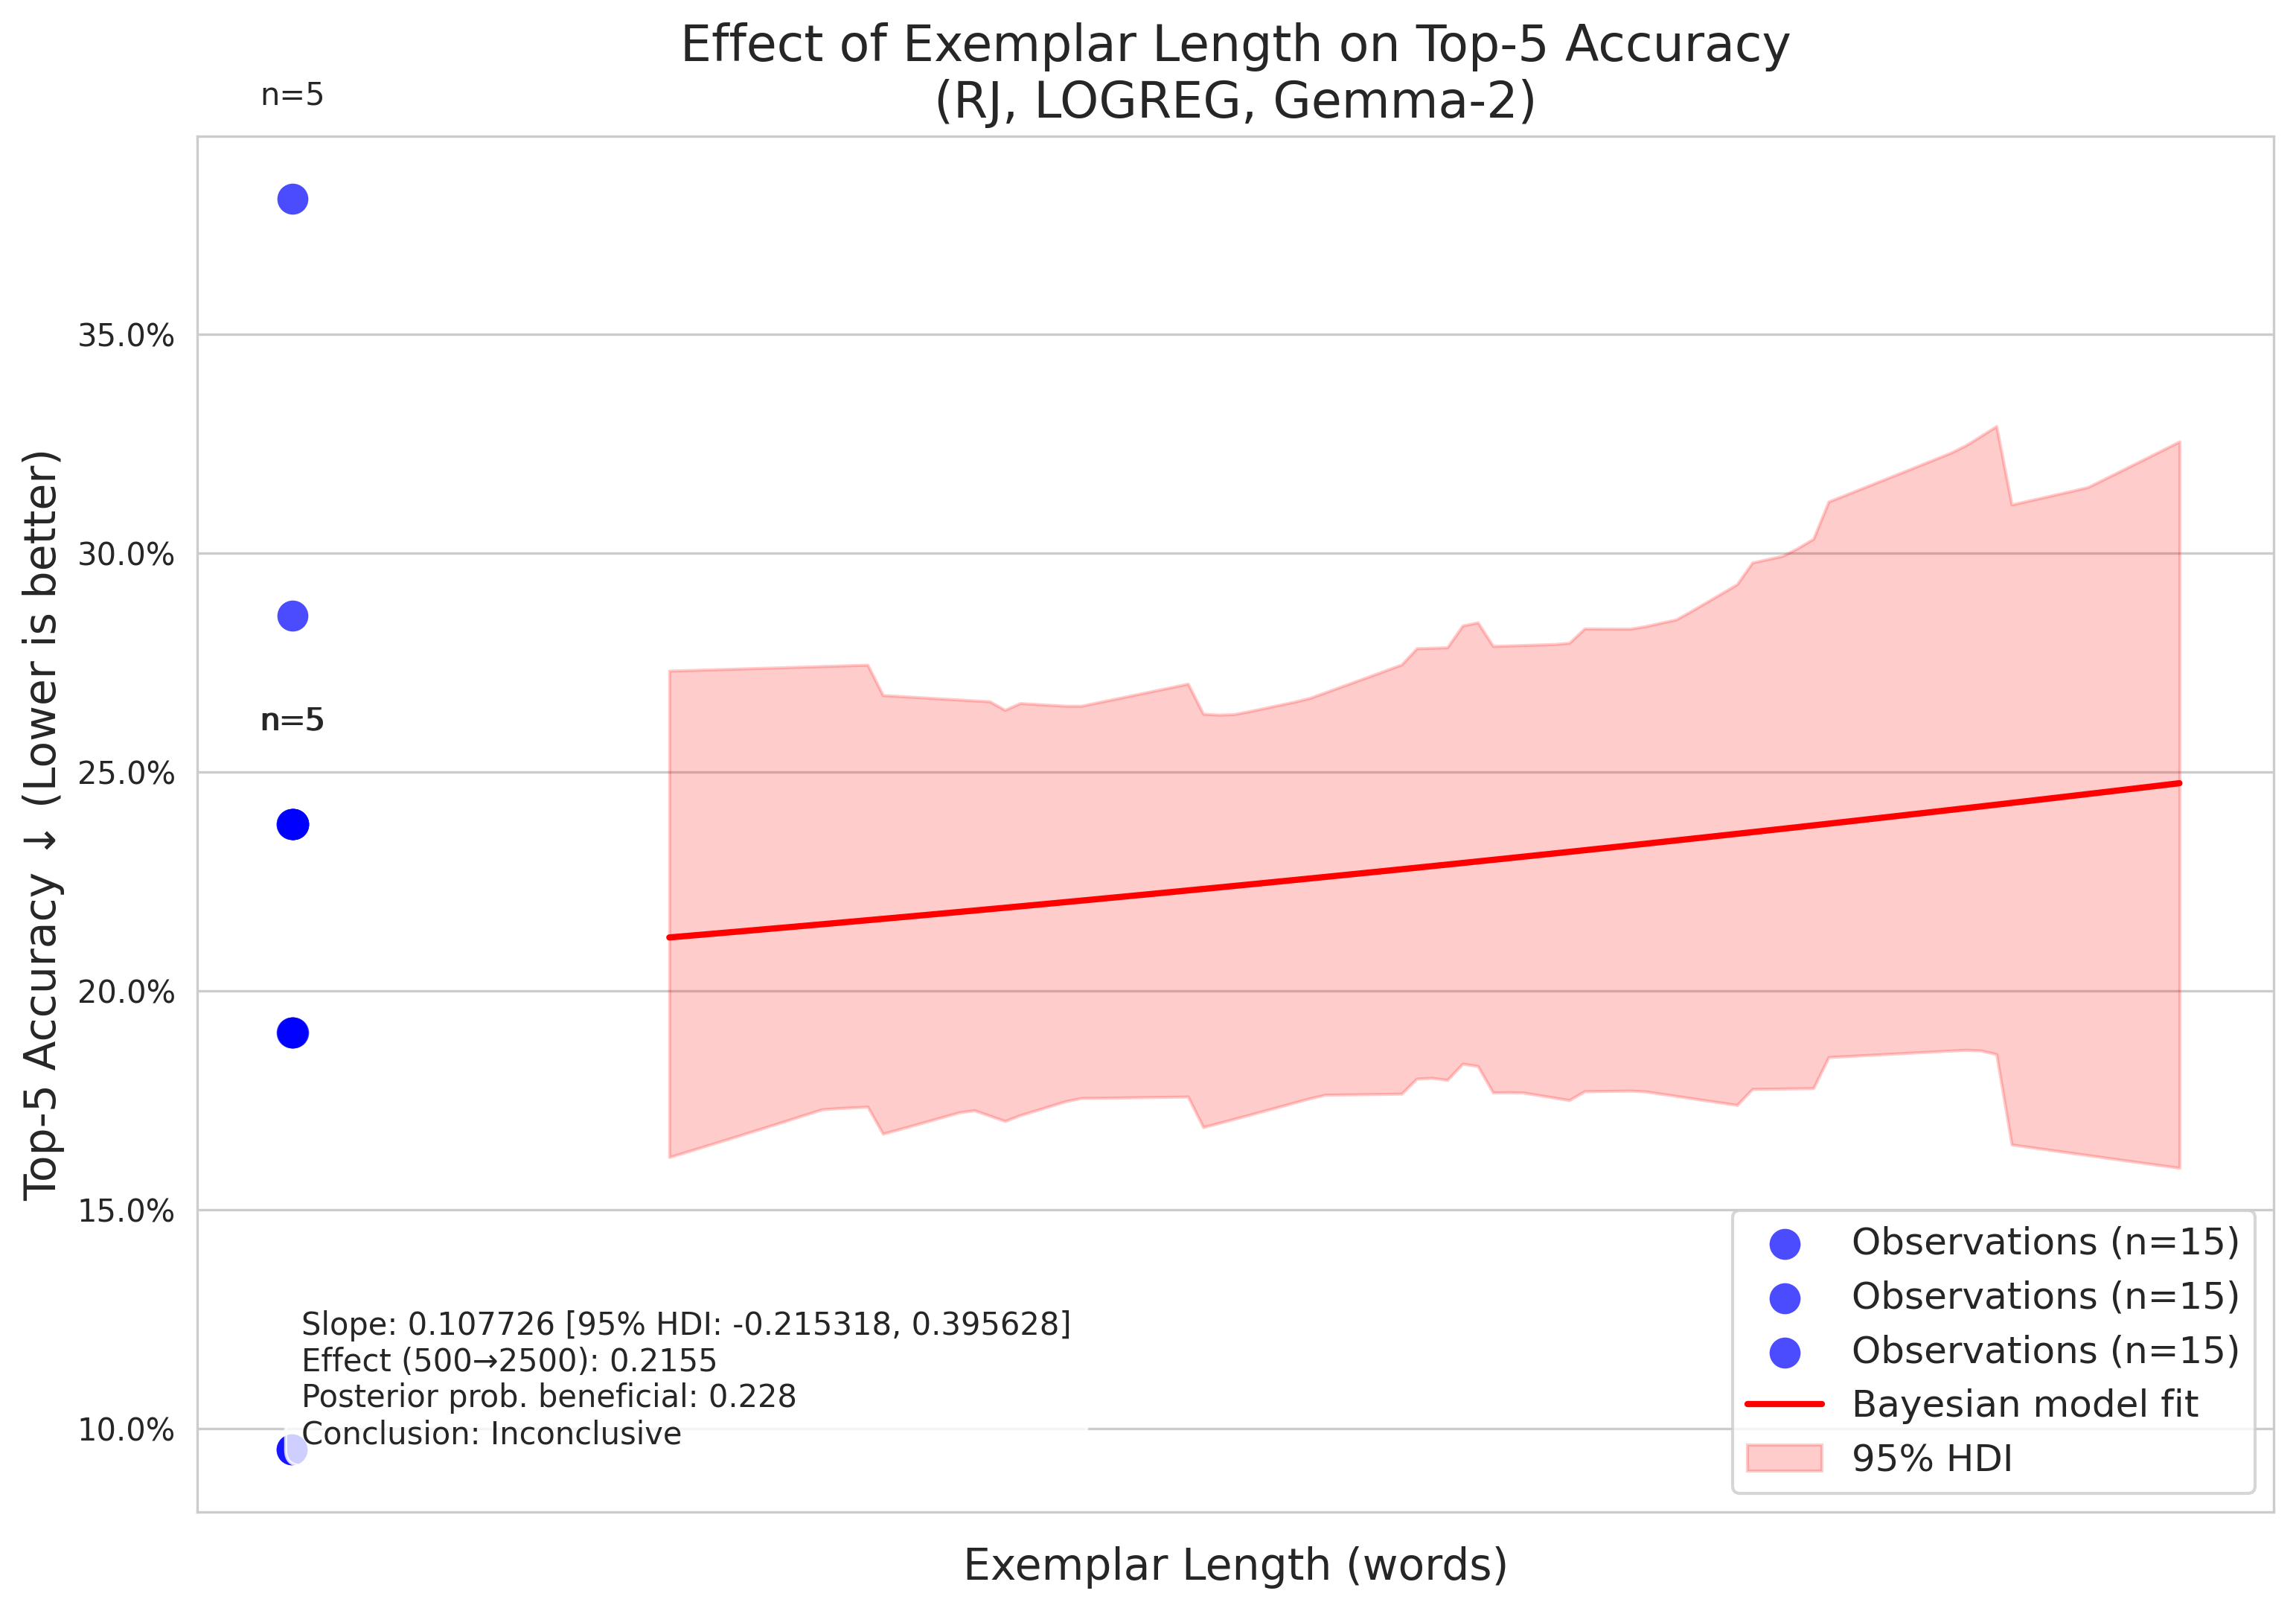 Effect of Exemplar Length on Top-5 Accuracy
(RJ, LOGREG, Gemma-2)
n=5
35.0%
30.0%
n=5
25.0%
20.0%
15.0%
10.0%
Top-5 Accuracy ↓ (Lower is better)
Slope: 0.107726 [95% HDI: -0.215318, 0.395628]
Effect (500→2500): 0.2155
Posterior prob. beneficial: 0.228
Conclusion: Inconclusive
Observations (n=15)
Observations (n=15)
Observations (n=15)
Bayesian model fit
95% HDI
Exemplar Length (words)